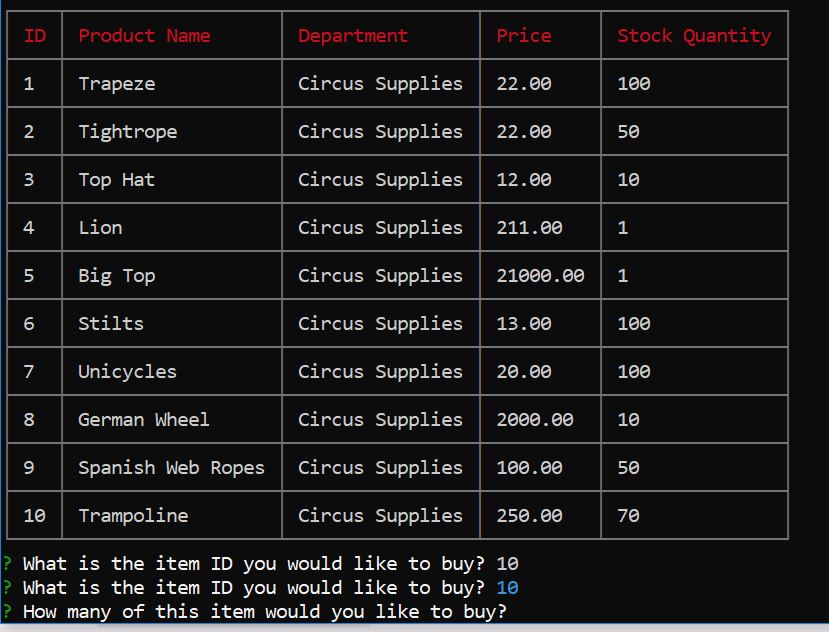 ID Product Name Department Price Stock Quantity
1 Trapeze Circus Supplies 22.00 100
2 Tightrope Circus Supplies 22.00 50
3 Top Hat Circus Supplies 12.00 10
4 Lion Circus Supplies 211.00 1
5 Big Top Circus Supplies 21000.00 1
6 Stilts Circus Supplies 13.00 100
7 Unicycles Circus Supplies 20.00 100
8 German Wheel Circus Supplies 2000.00 10
9 Spanish Web Ropes Circus Supplies 100.00 50
10 Trampoline Circus Supplies 250.00 70
? What is the item ID you would like to buy? 10
? What is the item ID you would like to buy? 10
? How many of this item would you like to buy?